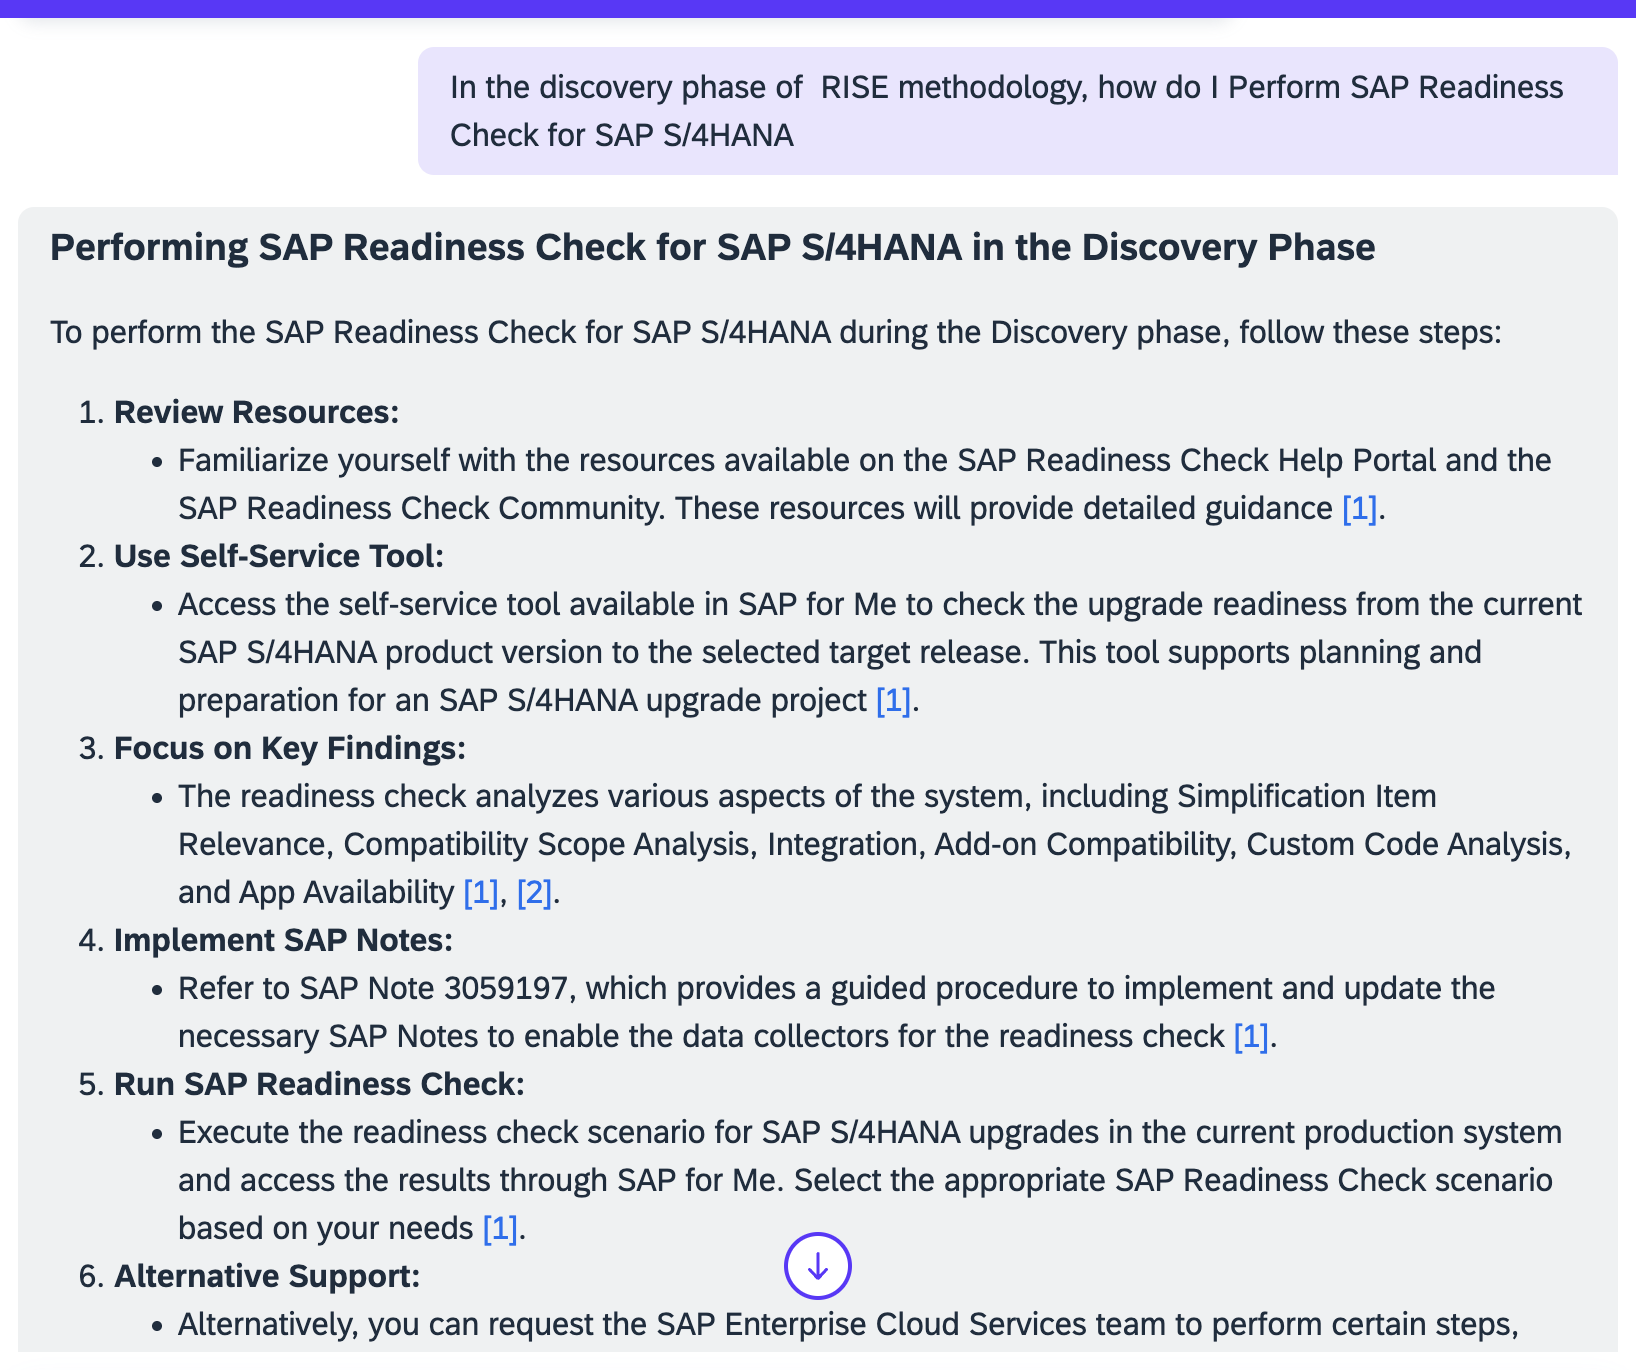 In the discovery phase of  RISE methodology, how do I Perform SAP Readiness
Check for SAP S/4HANA
Performing SAP Readiness Check for SAP S/4HANA in the Discovery Phase
To perform the SAP Readiness Check for SAP S/4HANA during the Discovery phase, follow these steps:
1. Review Resources:
• Familiarize yourself with the resources available on the SAP Readiness Check Help Portal and the
SAP Readiness Check Community. These resources will provide detailed guidance [1].
2. Use Self-Service Tool:
• Access the self-service tool available in SAP for Me to check the upgrade readiness from the current
SAP S/4HANA product version to the selected target release. This tool supports planning and
preparation for an SAP S/4HANA upgrade project [1].
3. Focus on Key Findings:
• The readiness check analyzes various aspects of the system, including Simplification Item
Relevance, Compatibility Scope Analysis, Integration, Add-on Compatibility, Custom Code Analysis,
and App Availability [1], [2].
4. Implement SAP Notes:
• Refer to SAP Note 3059197, which provides a guided procedure to implement and update the
necessary SAP Notes to enable the data collectors for the readiness check [1].
5. Run SAP Readiness Check:
• Execute the readiness check scenario for SAP S/4HANA upgrades in the current production system
and access the results through SAP for Me. Select the appropriate SAP Readiness Check scenario
based on your needs [1].
6. Alternative Support:
• Alternatively, you can request the SAP Enterprise Cloud Services team to perform certain steps,